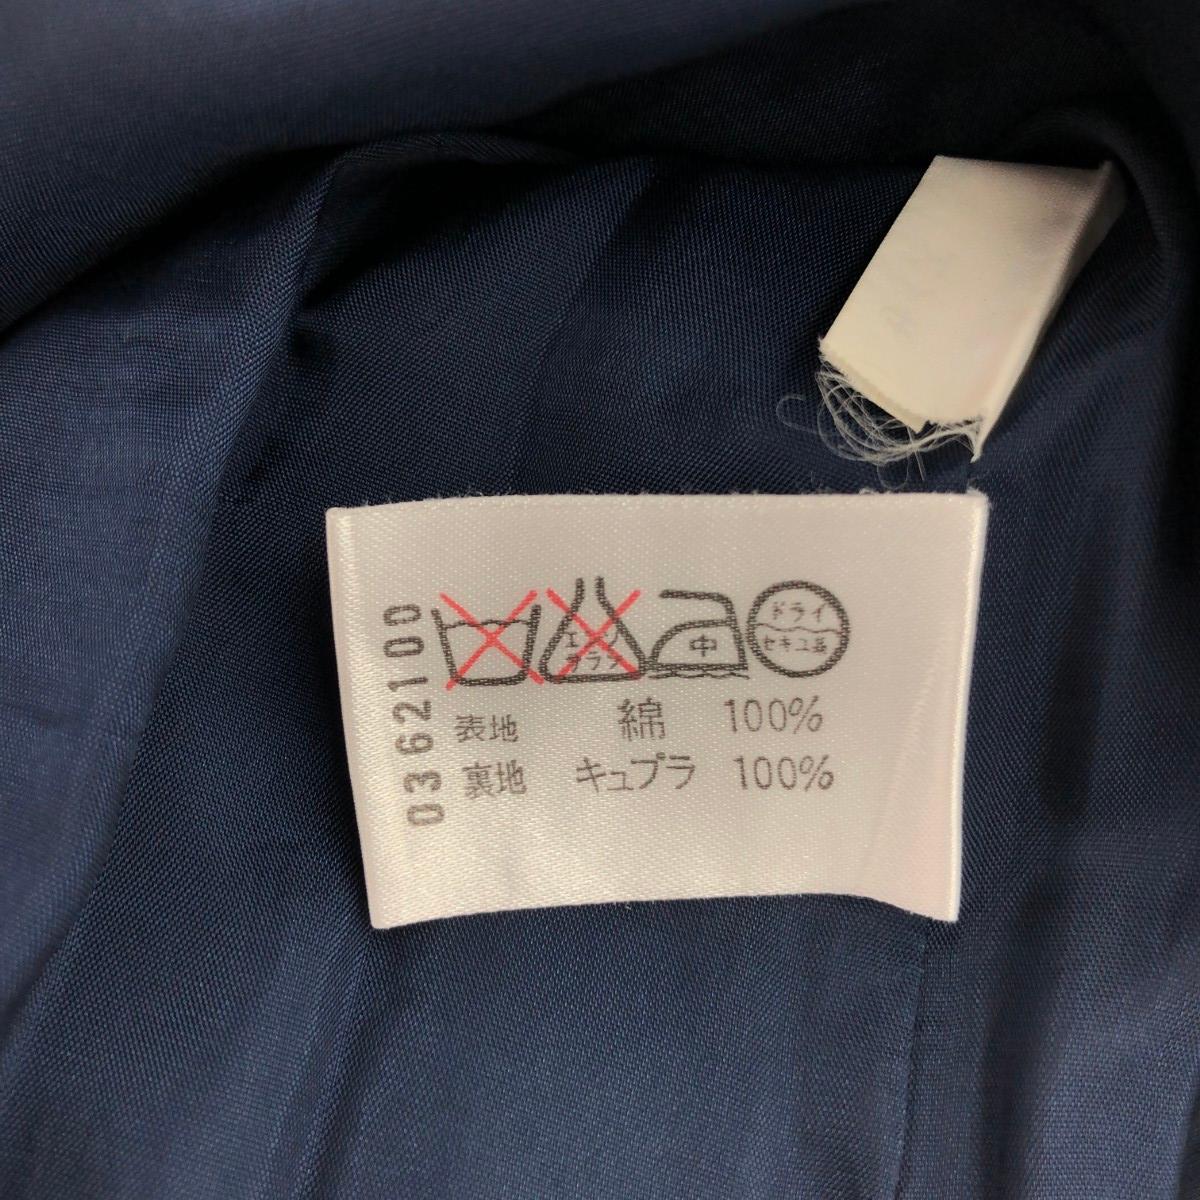 0362100
エンソ
サラシ
中
ドライ
セキユ系
表地 綿 100%
裏地 キュプラ 100%